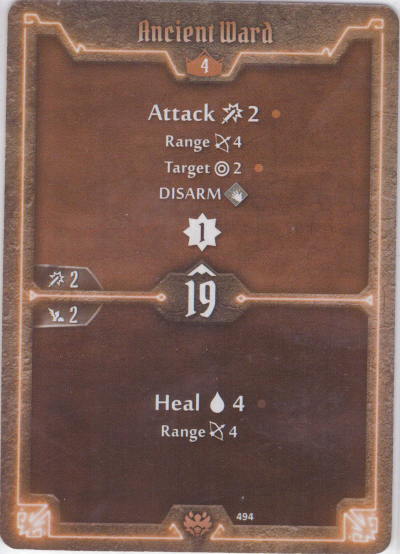 Ancient Ward
4
Attack 2
Range 4
Target 2
DISARM
1
2
19
2
Heal 4
Range 4
494